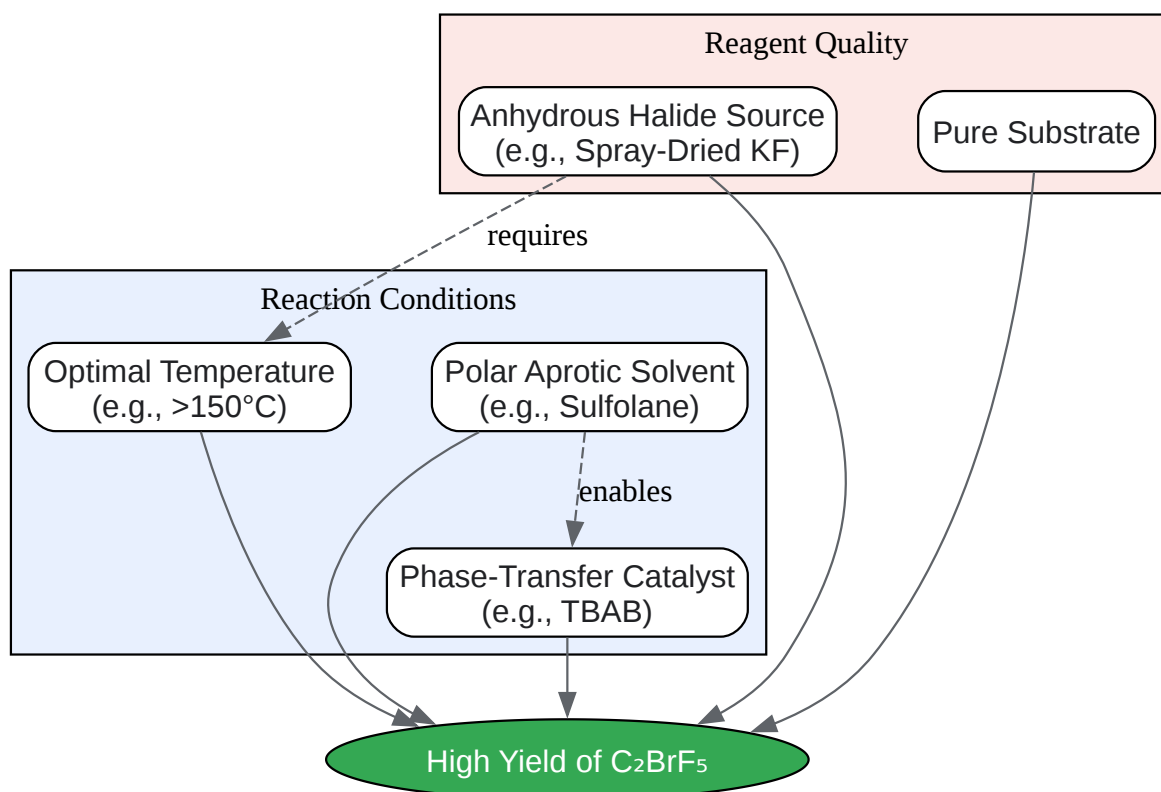 Reagent Quality
Anhydrous Halide Source
(e.g., Spray-Dried KF)
Pure Substrate
requires
Reaction Conditions
Optimal Temperature
(e.g., >150°C)
Polar Aprotic Solvent
(e.g., Sulfolane)
enables
Phase-Transfer Catalyst
(e.g., TBAB)
High Yield of C₂BrF₅